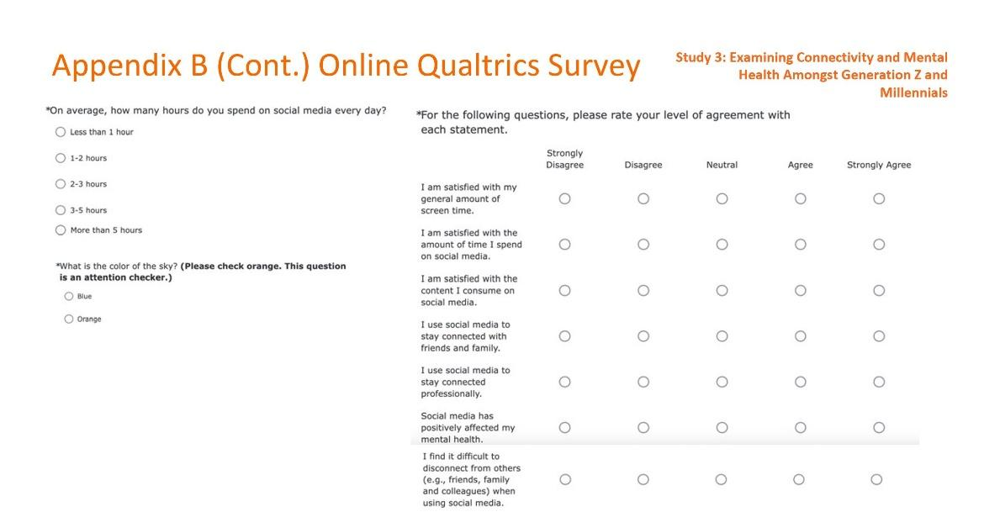 Appendix B (Cont.) Online Qualtrics Survey
Study 3: Examining Connectivity and Mental
Health Amongst Generation Z and
Millennials
*On average, how many hours do you spend on social media every day?
Less than 1 hour
1-2 hours
2-3 hours
3-5 hours
More than 5 hours
*What is the color of the sky? (Please check orange. This question
is an attention checker.)
Blue
Orange
*For the following questions, please rate your level of agreement with
each statement.
Strongly
Disagree
Disagree
Neutral
Agree
Strongly Agree
I am satisfied with my
general amount of
screen time.
I am satisfied with the
amount of time I spend
on social media.
I am satisfied with the
content I consume on
social media.
I use social media to
stay connected with
friends and family.
I use social media to
stay connected
professionally.
Social media has
positively affected my
mental health.
I find it difficult to
disconnect from others
(e.g., friends, family
and colleagues) when
using social media.